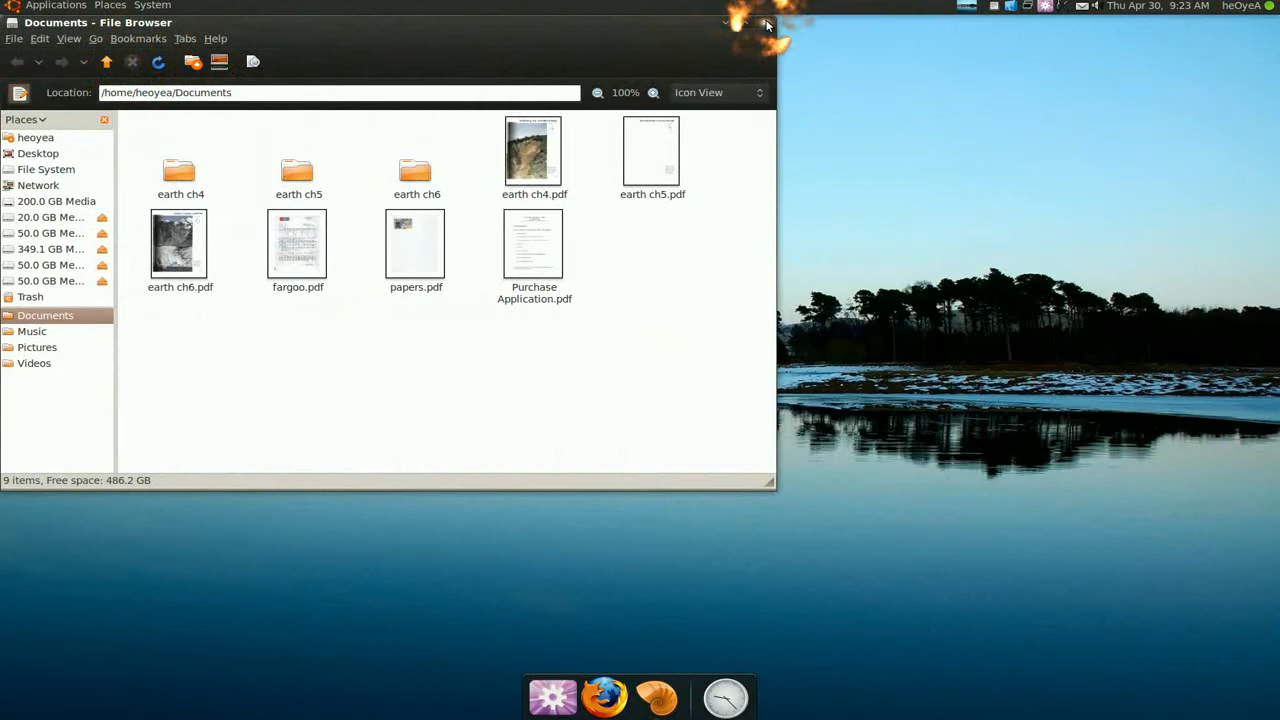 Applications Places System Thu Apr 30, 9:23 AM heOyeA
Documents - File Browser
File Edit View Go Bookmarks Tabs Help
Location: /home/heoyea/Documents 100% Icon View
Places
heoyea
Desktop
File System
Network
200.0 GB Media
20.0 GB Me...
50.0 GB Me...
349.1 GB M...
50.0 GB Me...
50.0 GB Me...
Trash
Documents
Music
Pictures
Videos
earth ch4 earth ch5 earth ch6 earth ch4.pdf earth ch5.pdf
earth ch6.pdf fargoo.pdf papers.pdf Purchase
Application.pdf
9 items, Free space: 486.2 GB